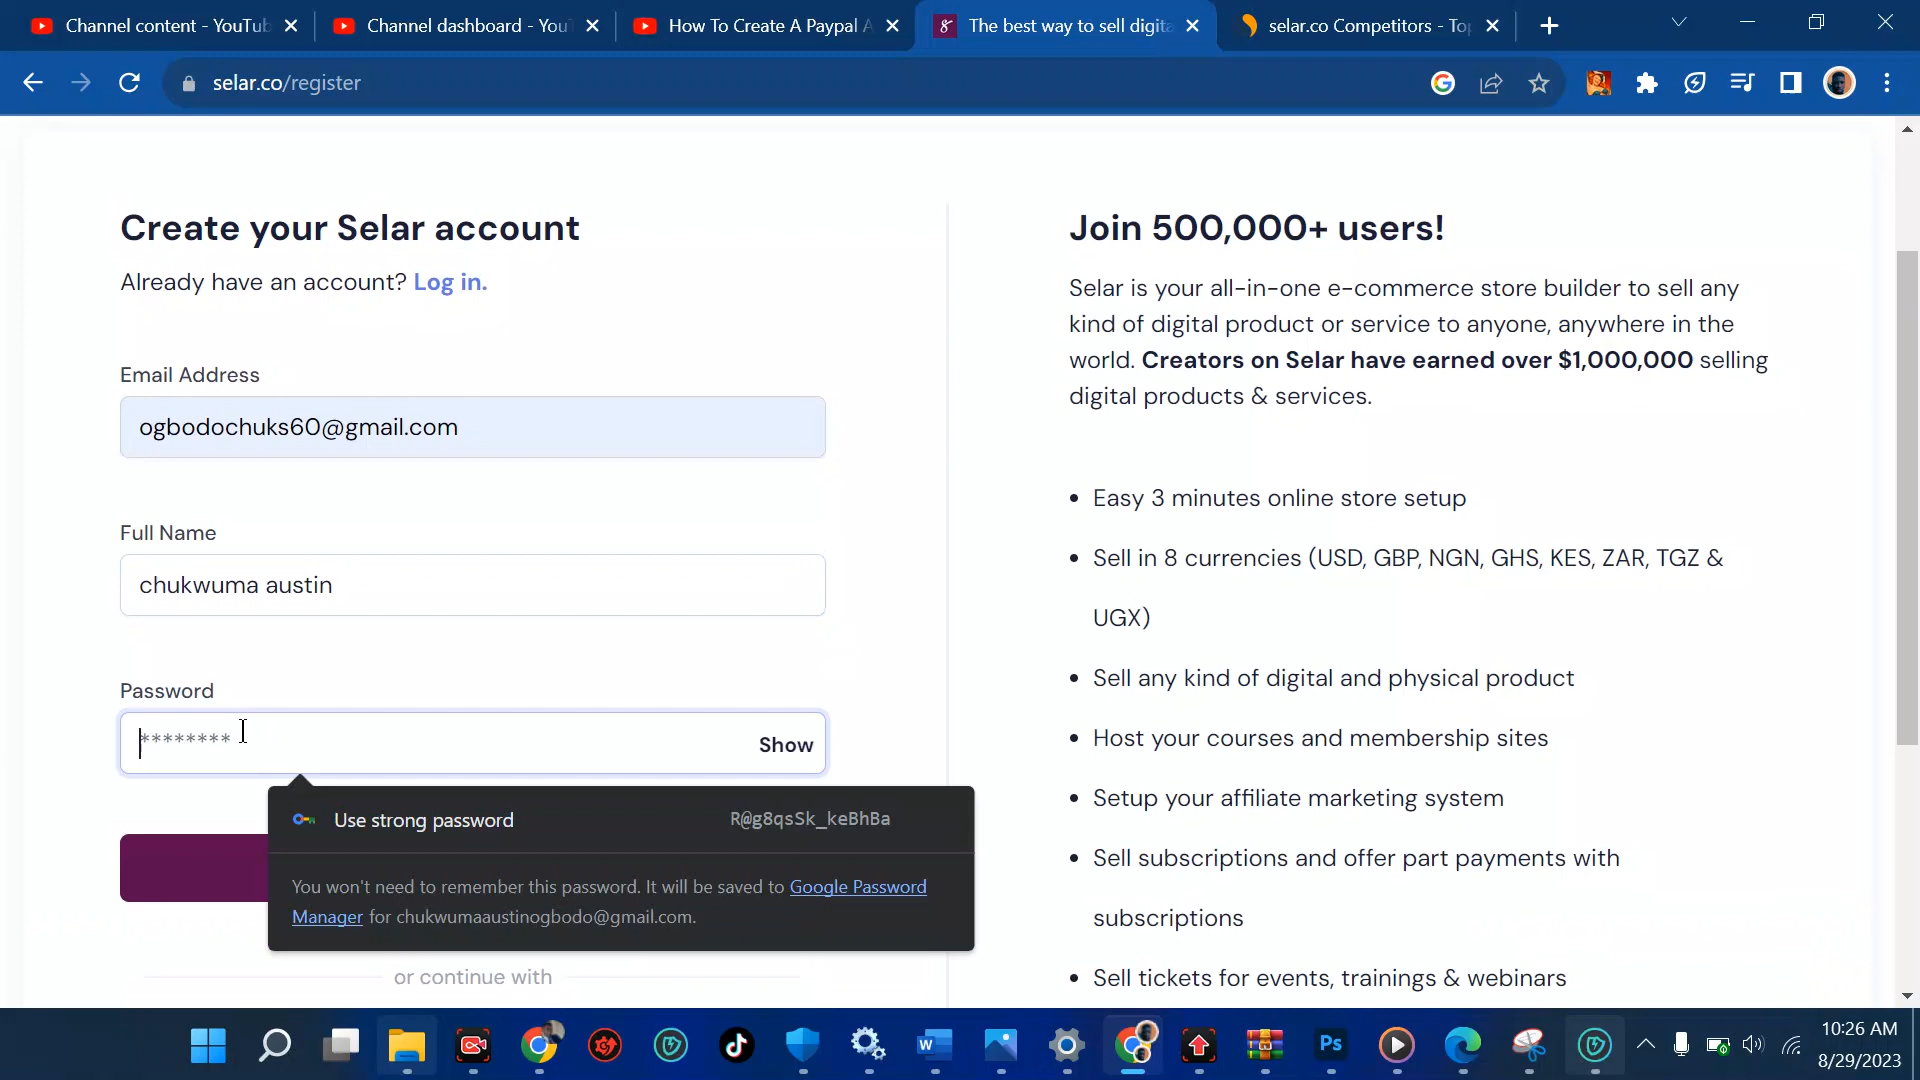 Channel content - YouTub
Channel dashboard - You
How To Create A Paypal A
The best way to sell digita
selar.co Competitors - Top
selar.co/register
Create your Selar account
Already have an account? Log in.
Email Address
ogbodochuks60@gmail.com
Full Name
chukwuma austin
Password
********
Show
Use strong password
R@g8qsSk_keBhBa
You won't need to remember this password. It will be saved to Google Password
Manager for chukwumaaustinogbodo@gmail.com.
or continue with
Join 500,000+ users!
Selar is your all-in-one e-commerce store builder to sell any
kind of digital product or service to anyone, anywhere in the
world. Creators on Selar have earned over $1,000,000 selling
digital products & services.
Easy 3 minutes online store setup
Sell in 8 currencies (USD, GBP, NGN, GHS, KES, ZAR, TGZ &
UGX)
Sell any kind of digital and physical product
Host your courses and membership sites
Setup your affiliate marketing system
Sell subscriptions and offer part payments with
subscriptions
Sell tickets for events, trainings & webinars
10:26 AM
8/29/2023